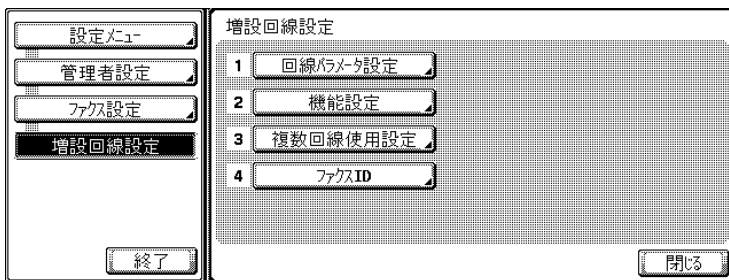 設定ﾒﾆｭｰ
管理者設定
ﾌｧｸｽ設定
増設回線設定
終了
増設回線設定
1 回線ﾊﾟﾗﾒｰﾀ設定
2 機能設定
3 複数回線使用設定
4 ﾌｧｸｽID
閉じる